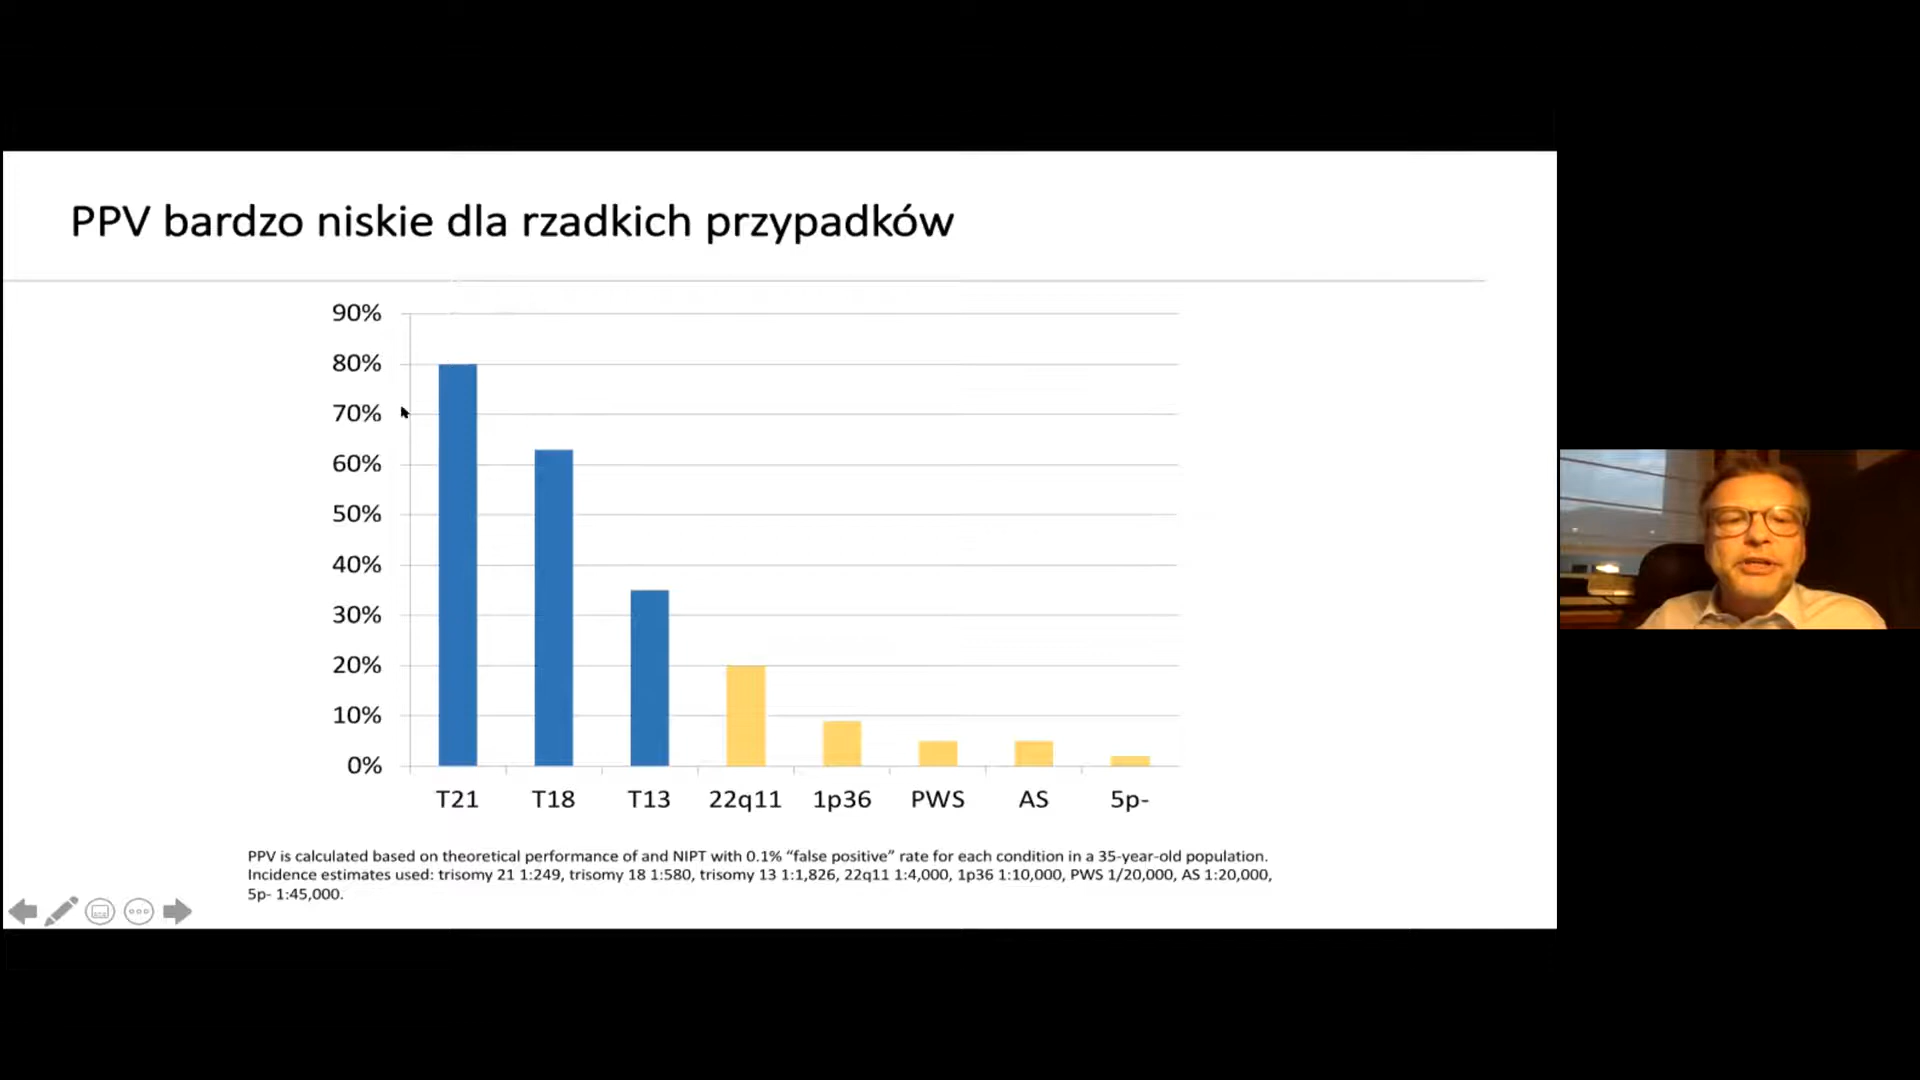 PPV bardzo niskie dla rzadkich przypadków
90%
80%
70%
60%
50%
40%
30%
20%
10%
0%
T21 T18 T13 22q11 1p36 PWS AS 5p-
PPV is calculated based on theoretical performance of and NIPT with 0.1% “false positive” rate for each condition in a 35-year-old population.
Incidence estimates used: trisomy 21 1:249, trisomy 18 1:580, trisomy 13 1:1,826, 22q11 1:4,000, 1p36 1:10,000, PWS 1/20,000, AS 1:20,000,
5p- 1:45,000.